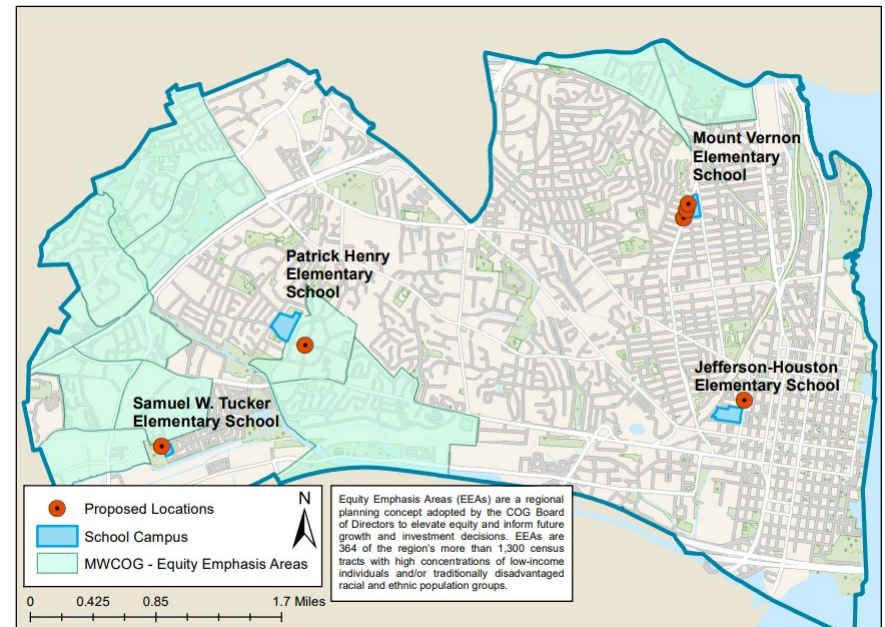 Mount Vernon
Elementary
School
Patrick Henry
Elementary
School
Jefferson-Houston
Elementary School
Samuel W. Tucker
Elementary School
Proposed Locations
School Campus
MWCOG - Equity Emphasis Areas
N
Equity Emphasis Areas (EEAs) are a regional
planning concept adopted by the COG Board
of Directors to elevate equity and inform future
growth and investment decisions. EEAs are
364 of the region's more than 1,300 census
tracts with high concentrations of low-income
individuals and/or traditionally disadvantaged
racial and ethnic population groups.
0 0.425 0.85 1.7 Miles